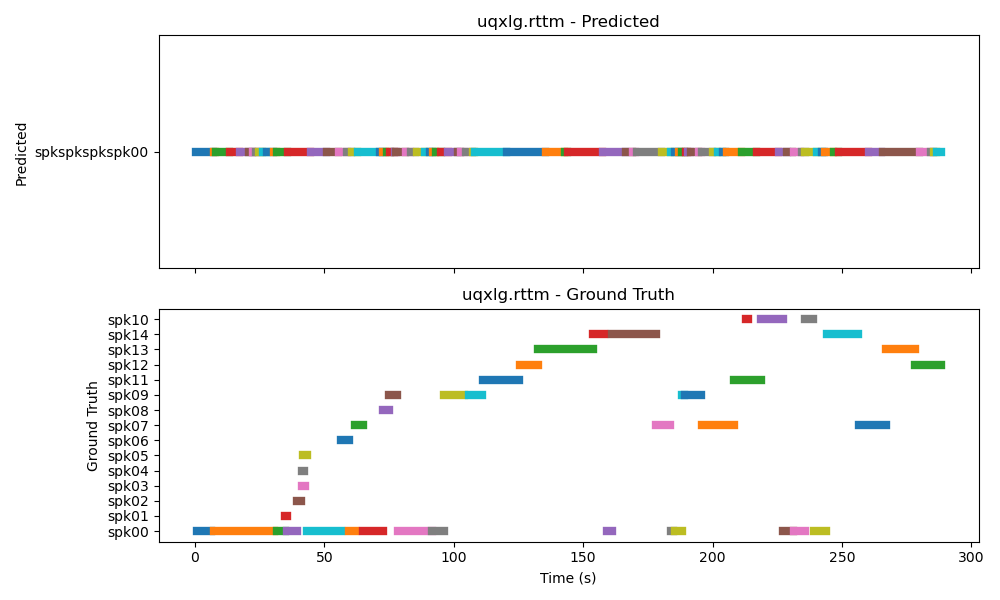 uqxlg.rttm - Predicted
Predicted
spkspkspkspk00
uqxlg.rttm - Ground Truth
Ground Truth
spk10
spk14
spk13
spk12
spk11
spk09
spk08
spk07
spk06
spk05
spk04
spk03
spk02
spk01
spk00
0 50 100 150 200 250 300
Time (s)